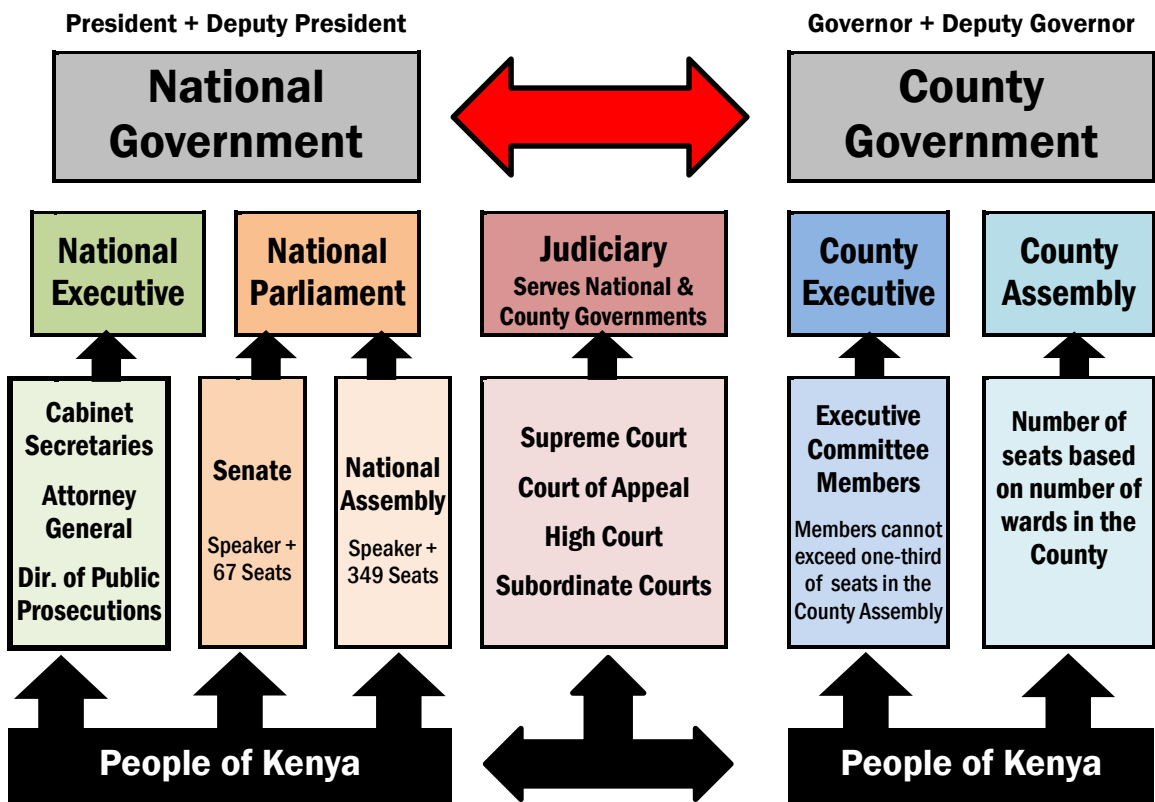 President + Deputy President
Governor + Deputy Governor
National
Government
County
Government
National
Executive
National
Parliament
Judiciary
Serves National &
County Governments
County
Executive
County
Assembly
Cabinet
Secretaries
Attorney
General
Dir. of Public
Prosecutions
Senate
Speaker +
67 Seats
National
Assembly
Speaker +
349 Seats
Supreme Court
Court of Appeal
High Court
Subordinate Courts
Executive
Committee
Members
Members cannot
exceed one-third
of seats in the
County Assembly
Number of
seats based
on number of
wards in the
County
People of Kenya
People of Kenya